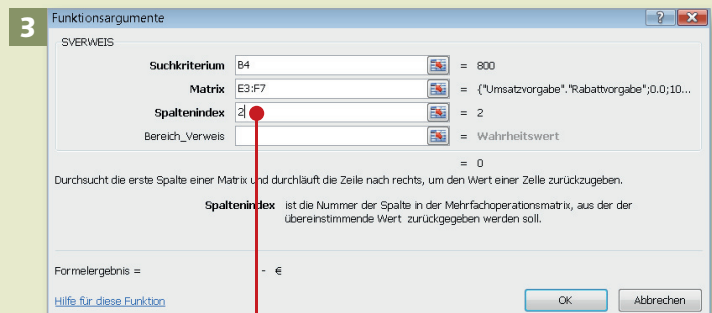 3
Funktionsargumente
SVERWEIS
Suchkriterium B4 = 800
Matrix E3:F7 = {"Umsatzvorgabe"."Rabattvorgabe";0.0;10...
Spaltenindex 2 = 2
Bereich_Verweis = Wahrheitswert
= 0
Durchsucht die erste Spalte einer Matrix und durchläuft die Zeile nach rechts, um den Wert einer Zelle zurückzugeben.
Spaltenindex ist die Nummer der Spalte in der Mehrfachoperationsmatrix, aus der der
übereinstimmende Wert zurückgegeben werden soll.
Formelergebnis = - €
Hilfe für diese Funktion OK Abbrechen